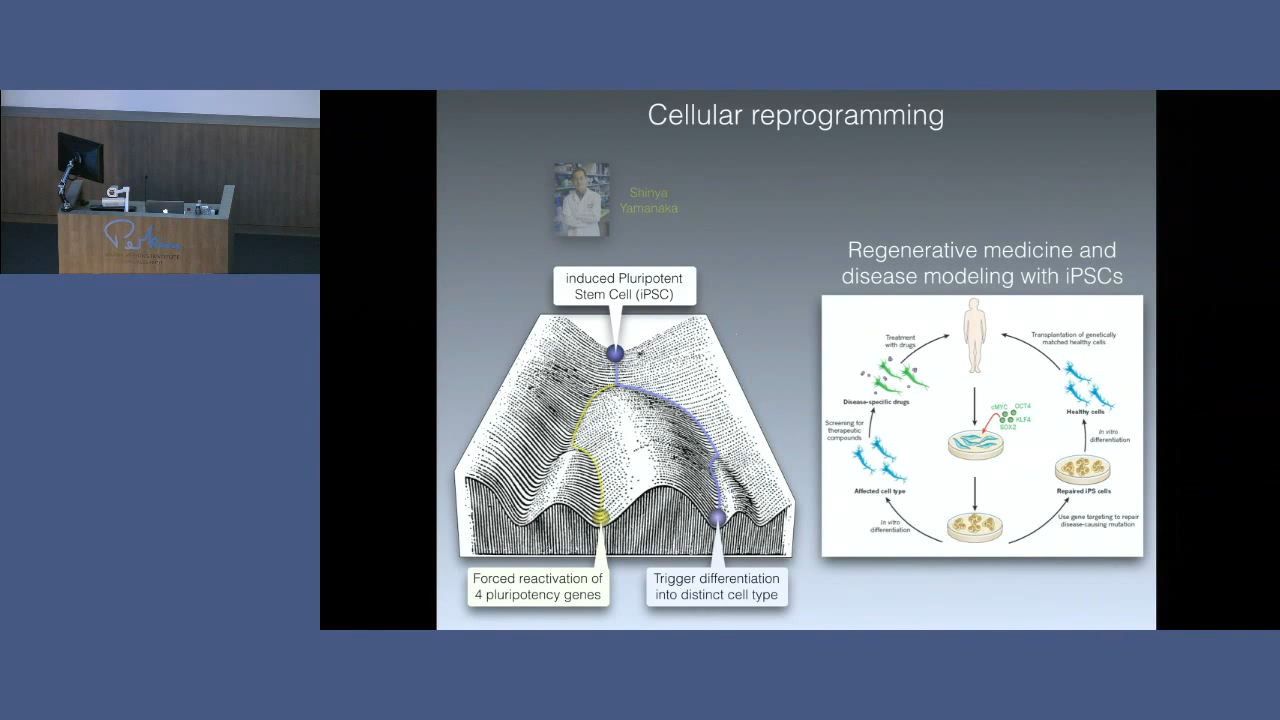 Cellular reprogramming
Shinya
Yamanaka
induced Pluripotent
Stem Cell (iPSC)
Forced reactivation of
4 pluripotency genes
Trigger differentiation
into distinct cell type
Regenerative medicine and
disease modeling with iPSCs
Treatment
with drugs
Transplantation of genetically
matched healthy cells
Disease-specific drugs
cMYC
OCT4
KLF4
SOX2
Healthy cells
Screening for
therapeutic
compounds
In vitro
differentiation
Affected cell type
Repaired iPS cells
In vitro
differentiation
Use gene targeting to repair
disease-causing mutation
Perkins